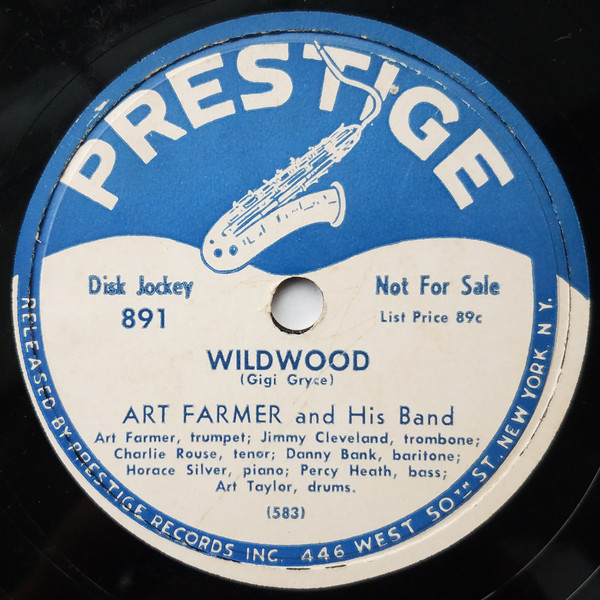 PRESTIGE
Disk Jockey
891
Not For Sale
List Price 89c
WILDWOOD
(Gigi Gryce)
ART FARMER and His Band
Art Farmer, trumpet; Jimmy Cleveland, trombone;
Charlie Rouse, tenor; Danny Bank, baritone;
Horace Silver, piano; Percy Heath, bass;
Art Taylor, drums.
(583)
RELEASED BY PRESTIGE RECORDS INC. 446 WEST 50TH ST. NEW YORK, N.Y.